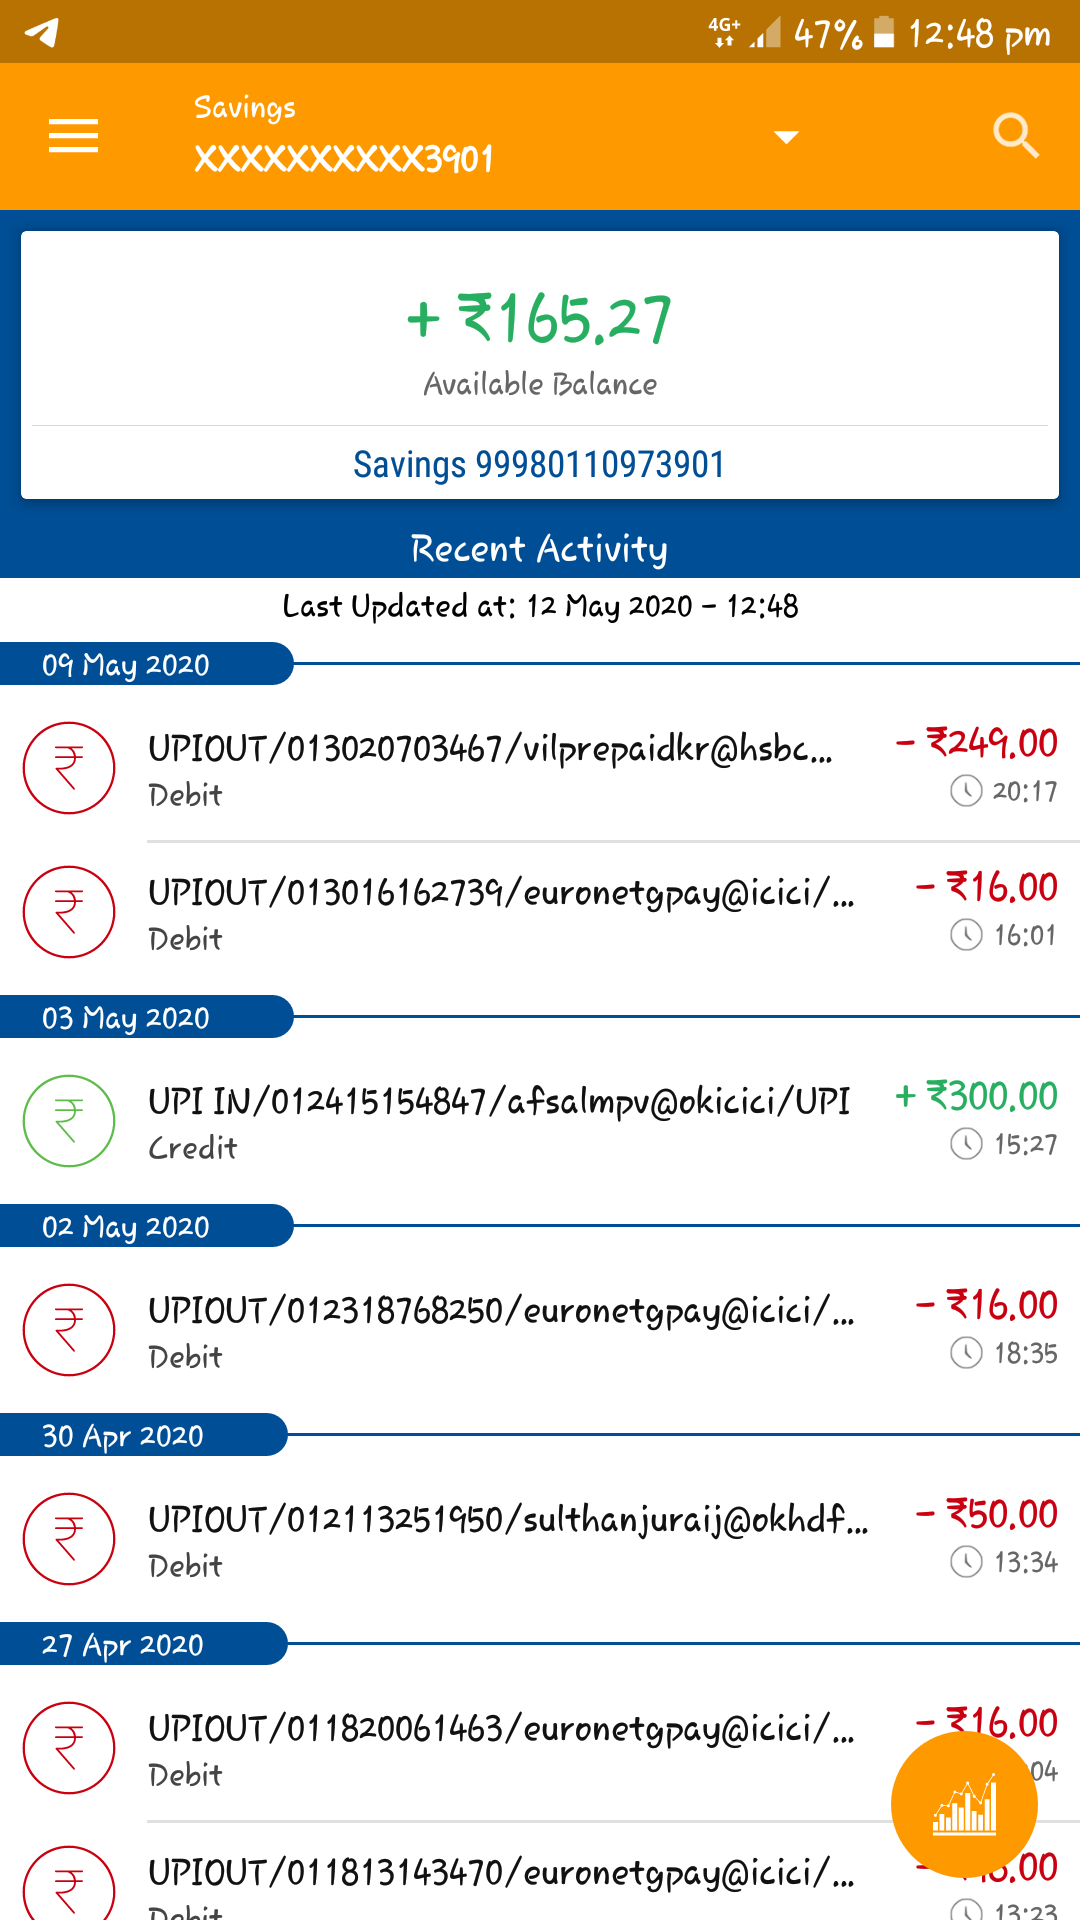 4G+ 47% 12:48 pm
Savings
XXXXXXXXXX3901
+ ₹165.27
Available Balance
Savings 99980110973901
Recent Activity
Last Updated at: 12 May 2020 - 12:48
09 May 2020
UPIOUT/013020703467/vilprepaidkr@hsbc... - ₹249.00
Debit 20:17
UPIOUT/013016162739/euronetgpay@icici/... - ₹16.00
Debit 16:01
03 May 2020
UPI IN/012415154847/afsalmpv@okicici/UPI + ₹300.00
Credit 15:27
02 May 2020
UPIOUT/012318768250/euronetgpay@icici/... - ₹16.00
Debit 18:35
30 Apr 2020
UPIOUT/012113251950/sulthanjuraij@okhdf... - ₹50.00
Debit 13:34
27 Apr 2020
UPIOUT/011820061463/euronetgpay@icici/... - ₹16.00
Debit
UPIOUT/011813143470/euronetgpay@icici/...
Debit 13:23